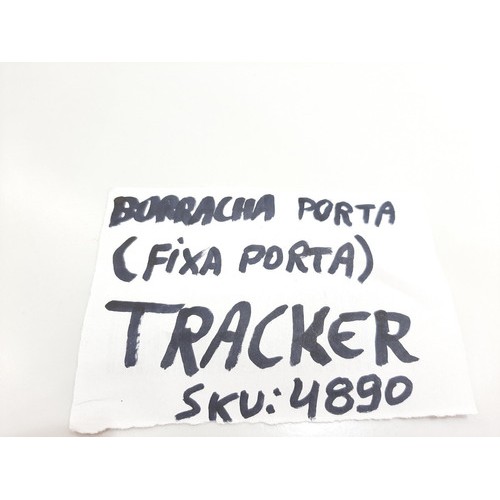 BORRACHA PORTA
(FIXA PORTA)
TRACKER
SKU: 4890